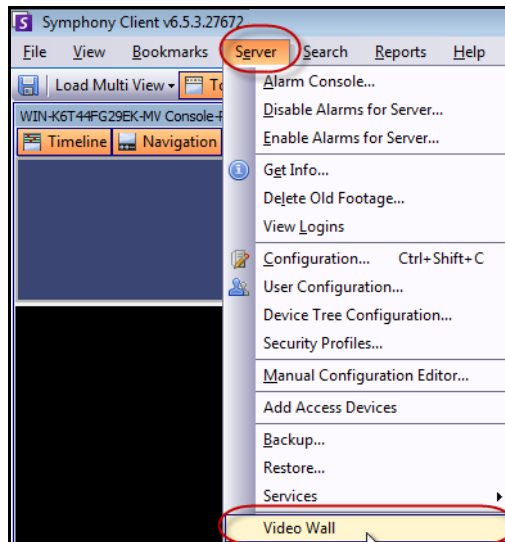 Symphony Client v6.5.3.27672
File View Bookmarks Server Search Reports Help
Load Multi View
WIN-K6T44FG29EK-MV Console-
Timeline Navigation
Alarm Console...
Disable Alarms for Server...
Enable Alarms for Server...
Get Info...
Delete Old Footage...
View Logins
Configuration... Ctrl+Shift+C
User Configuration...
Device Tree Configuration...
Security Profiles...
Manual Configuration Editor...
Add Access Devices
Backup...
Restore...
Services
Video Wall